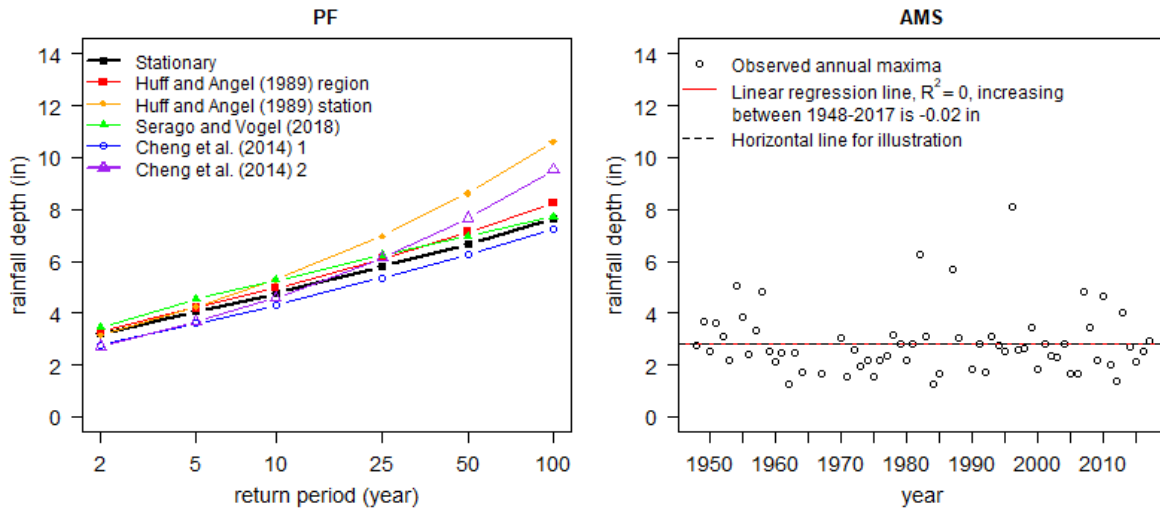 PF
14
12
10
8
6
4
2
0
rainfall depth (in)
Stationary
Huff and Angel (1989) region
Huff and Angel (1989) station
Serago and Vogel (2018)
Cheng et al. (2014) 1
Cheng et al. (2014) 2
2 5 10 25 50 100
return period (year)
AMS
14
12
10
8
6
4
2
0
rainfall depth (in)
Observed annual maxima
Linear regression line, R² = 0, increasing
between 1948-2017 is -0.02 in
Horizontal line for illustration
1950 1960 1970 1980 1990 2000 2010
year